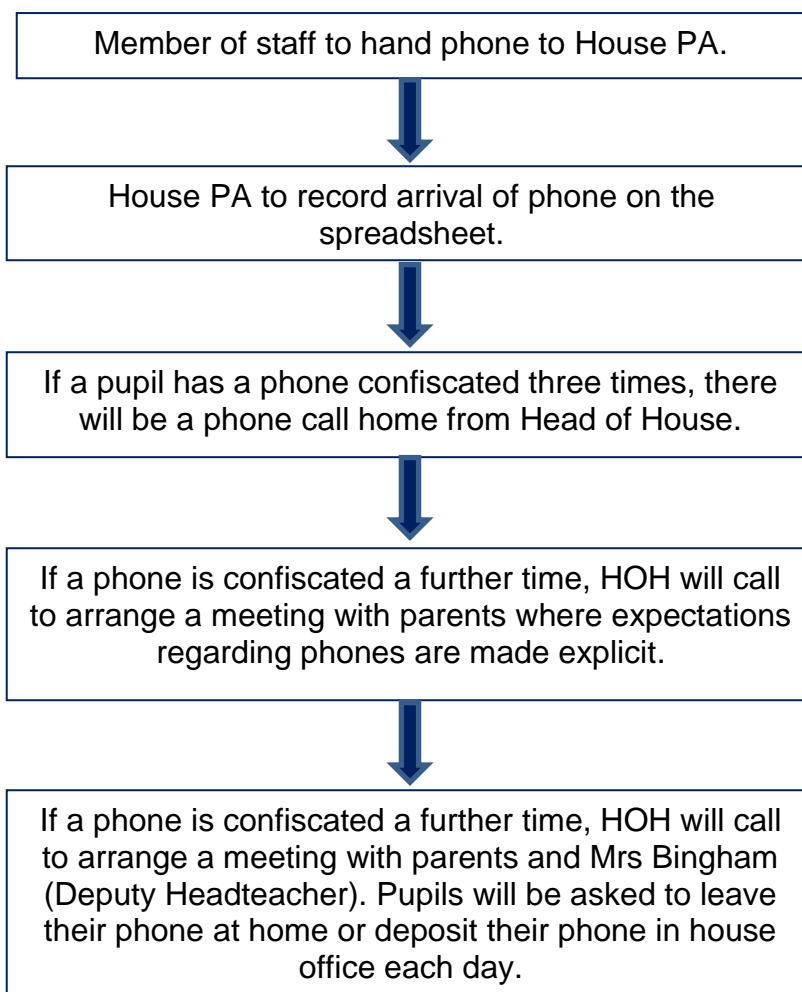 Member of staff to hand phone to House PA.
House PA to record arrival of phone on the
spreadsheet.
If a pupil has a phone confiscated three times, there
will be a phone call home from Head of House.
If a phone is confiscated a further time, HOH will call
to arrange a meeting with parents where expectations
regarding phones are made explicit.
If a phone is confiscated a further time, HOH will call
to arrange a meeting with parents and Mrs Bingham
(Deputy Headteacher). Pupils will be asked to leave
their phone at home or deposit their phone in house
office each day.